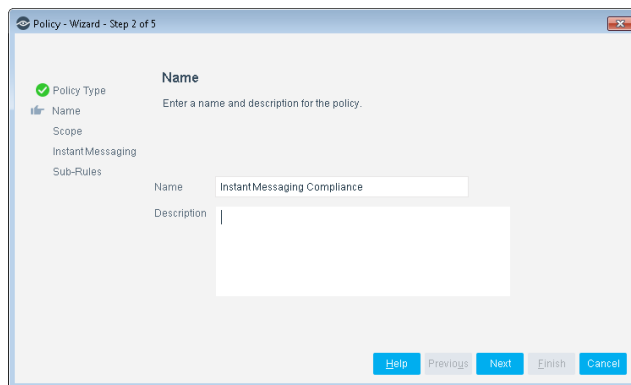 Policy - Wizard - Step 2 of 5
Policy Type
Name
Scope
Instant Messaging
Sub-Rules
Name
Enter a name and description for the policy.
Name Instant Messaging Compliance
Description
Help Previous Next Finish Cancel